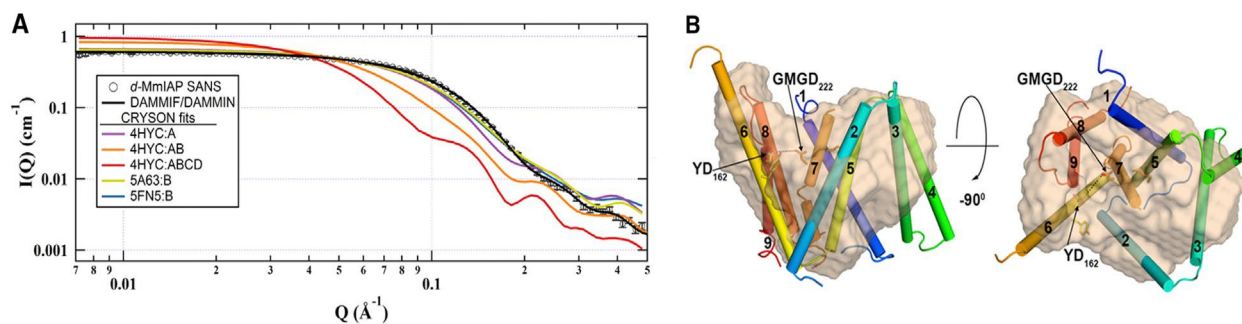 A
I(Q) (cm⁻¹)
1
0.1
0.01
0.001
d-MmIAP SANS
DAMMIF/DAMMIN
CRYSON fits
4HYC:A
4HYC:AB
4HYC:ABCD
5A63:B
5FN5:B
7 8 9 0.01 2 3 4 5 6 7 8 9 0.1 2 3 4 5
Q (Å⁻¹)
B
GMGD₂₂₂
1
2
3
6
8
7
5
4
YD₁₆₂
9
-90⁰
GMGD₂₂₂
1
8
9
7
5
4
6
2
3
YD₁₆₂